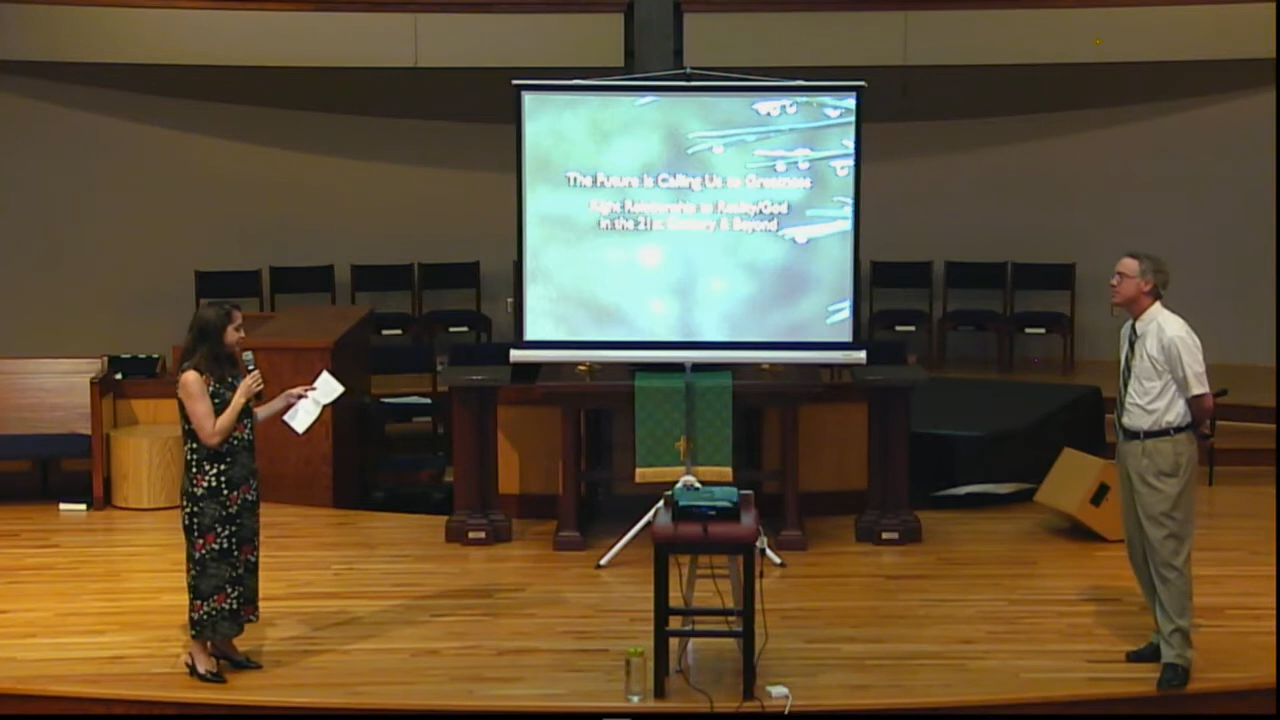 The Future Is Calling Us to Greatness
Right Relationship to Reality/God
in the 21st Century & Beyond